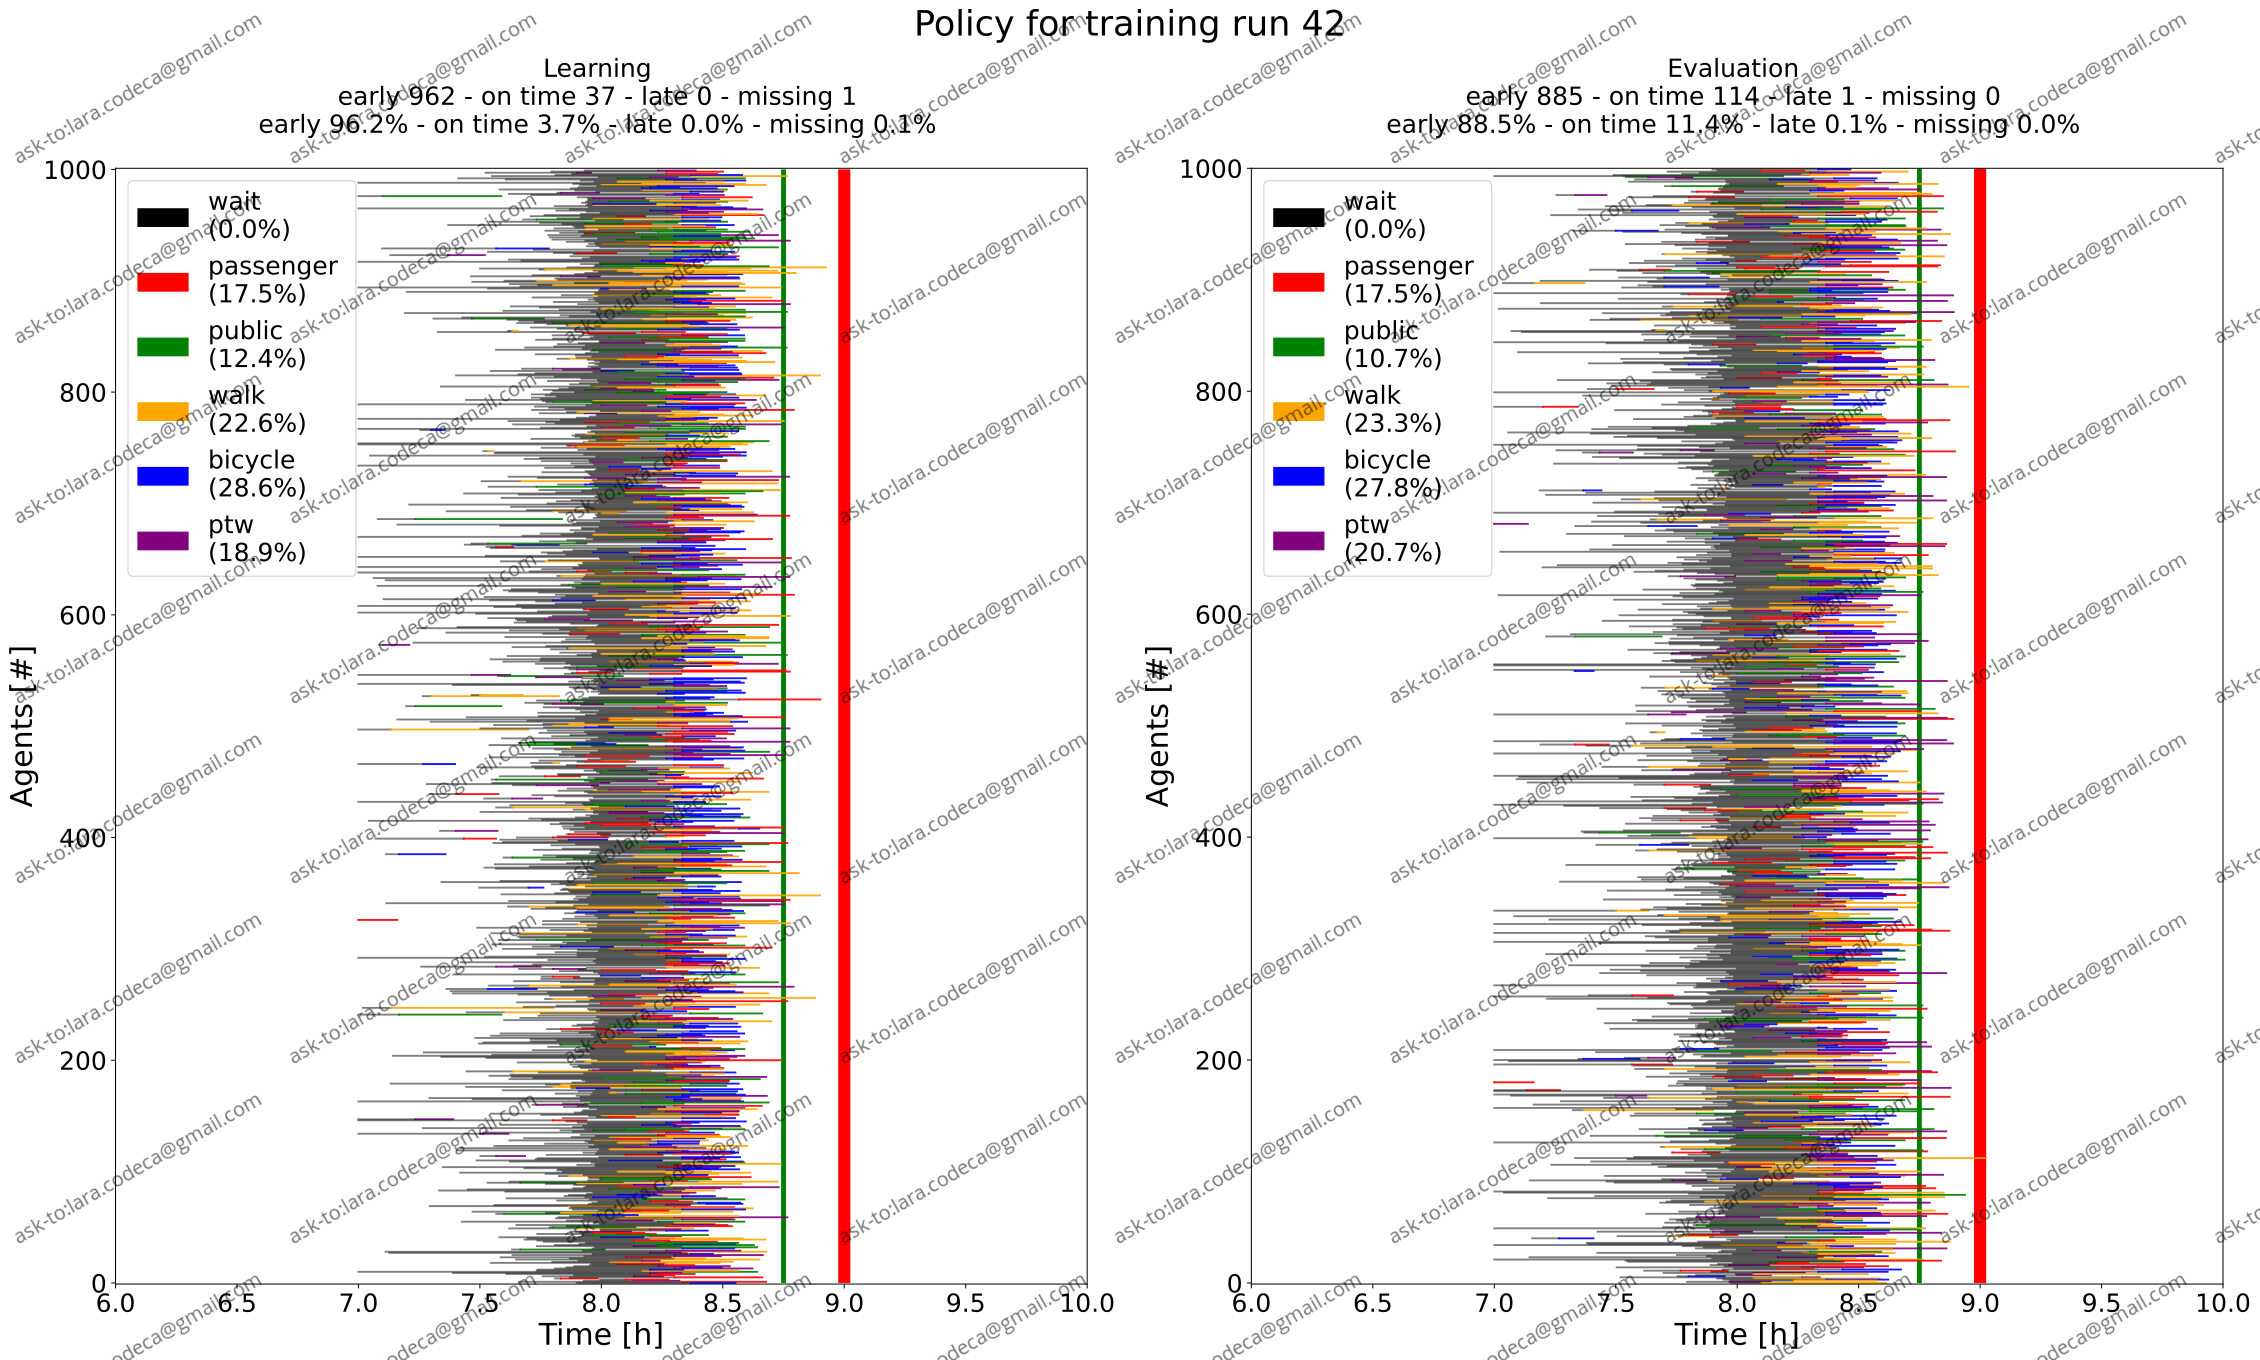 Policy for training run 42
Learning
early 962 - on time 37 - late 0 - missing 1
early 96.2% - on time 3.7% - late 0.0% - missing 0.1%
1000
800
600
400
200
0
Agents [#]
wait
(0.0%)
passenger
(17.5%)
public
(12.4%)
walk
(22.6%)
bicycle
(28.6%)
ptw
(18.9%)
6.0 6.5 7.0 7.5 8.0 8.5 9.0 9.5 10.0
Time [h]
Evaluation
early 885 - on time 114 - late 1 - missing 0
early 88.5% - on time 11.4% - late 0.1% - missing 0.0%
1000
800
600
400
200
0
Agents [#]
wait
(0.0%)
passenger
(17.5%)
public
(10.7%)
walk
(23.3%)
bicycle
(27.8%)
ptw
(20.7%)
6.0 6.5 7.0 7.5 8.0 8.5 9.0 9.5 10.0
Time [h]
ask-to:lara.codeca@gmail.com